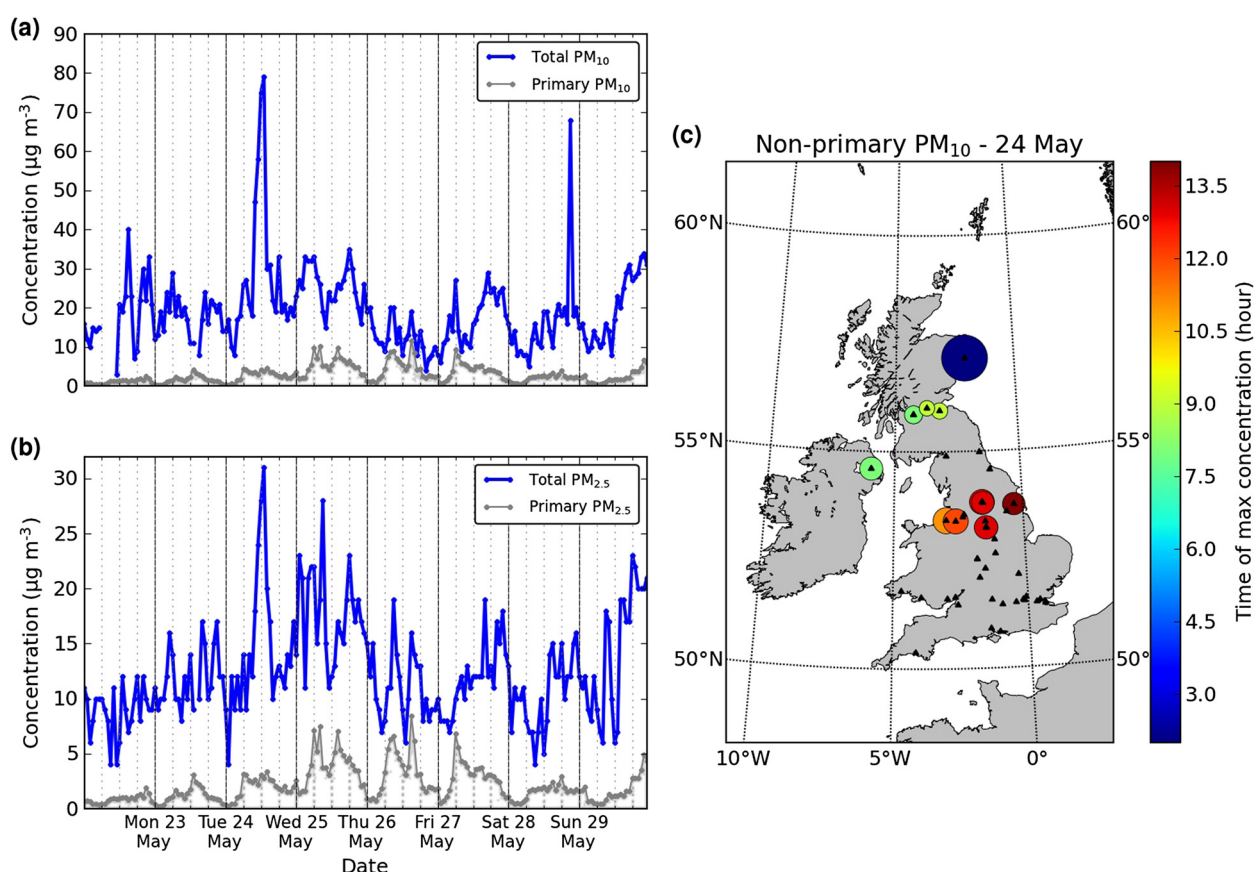 (a)
90
80
70
60
50
40
30
20
10
0
Concentration (µg m⁻³)
Total PM₁₀
Primary PM₁₀
(b)
30
25
20
15
10
5
0
Concentration (µg m⁻³)
Total PM₂.₅
Primary PM₂.₅
Mon 23 Tue 24 Wed 25 Thu 26 Fri 27 Sat 28 Sun 29
May May May May May May May
Date
(c)
Non-primary PM₁₀ - 24 May
60°N 60°
55°N 55°
50°N 50°
10°W 5°W 0°
13.5
12.0
10.5
9.0
7.5
6.0
4.5
3.0
Time of max concentration (hour)